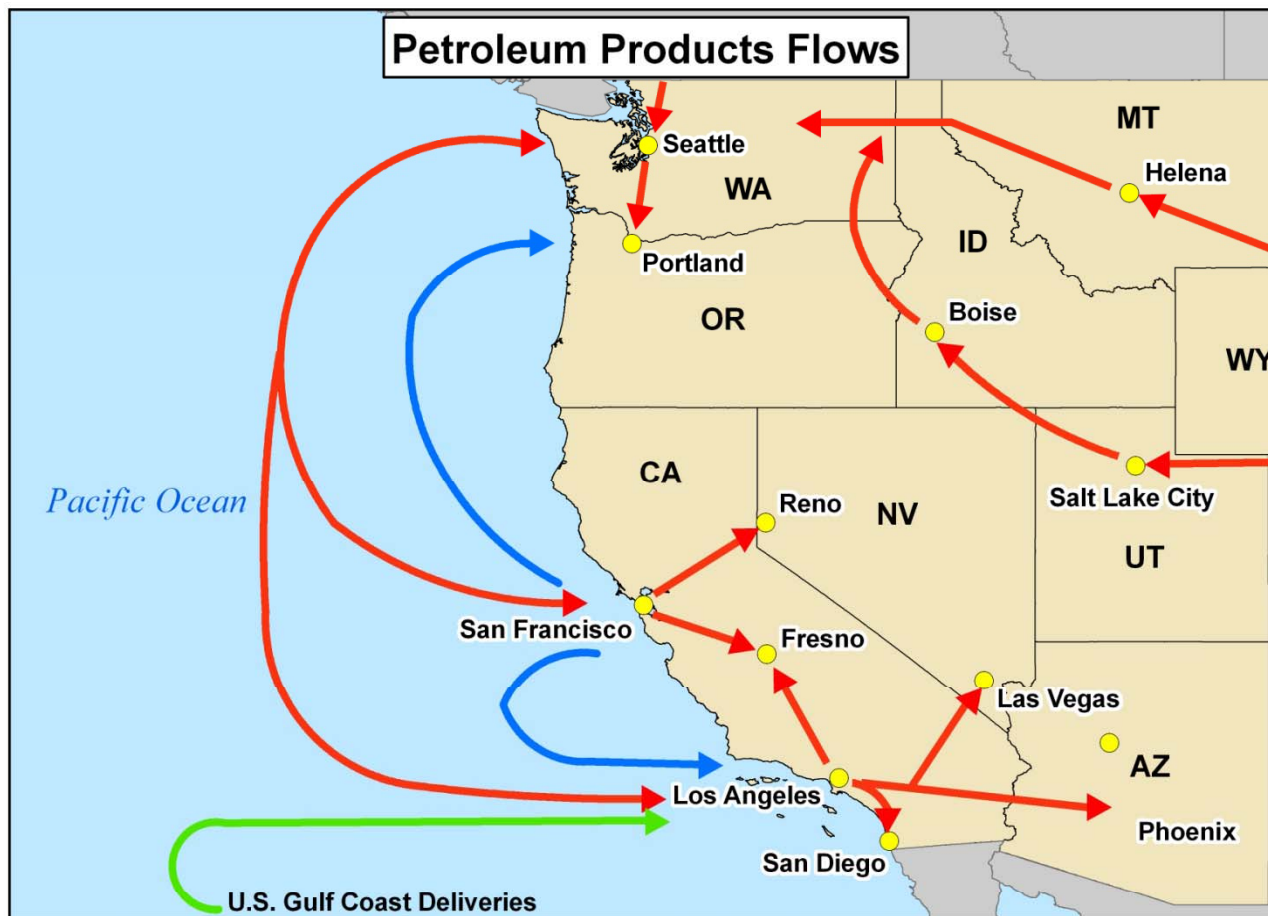 Petroleum Products Flows
MT
Seattle
Helena
WA
ID
Portland
Boise
OR
WY
CA
Pacific Ocean
Reno
NV
Salt Lake City
UT
San Francisco
Fresno
Las Vegas
AZ
Los Angeles
Phoenix
San Diego
U.S. Gulf Coast Deliveries